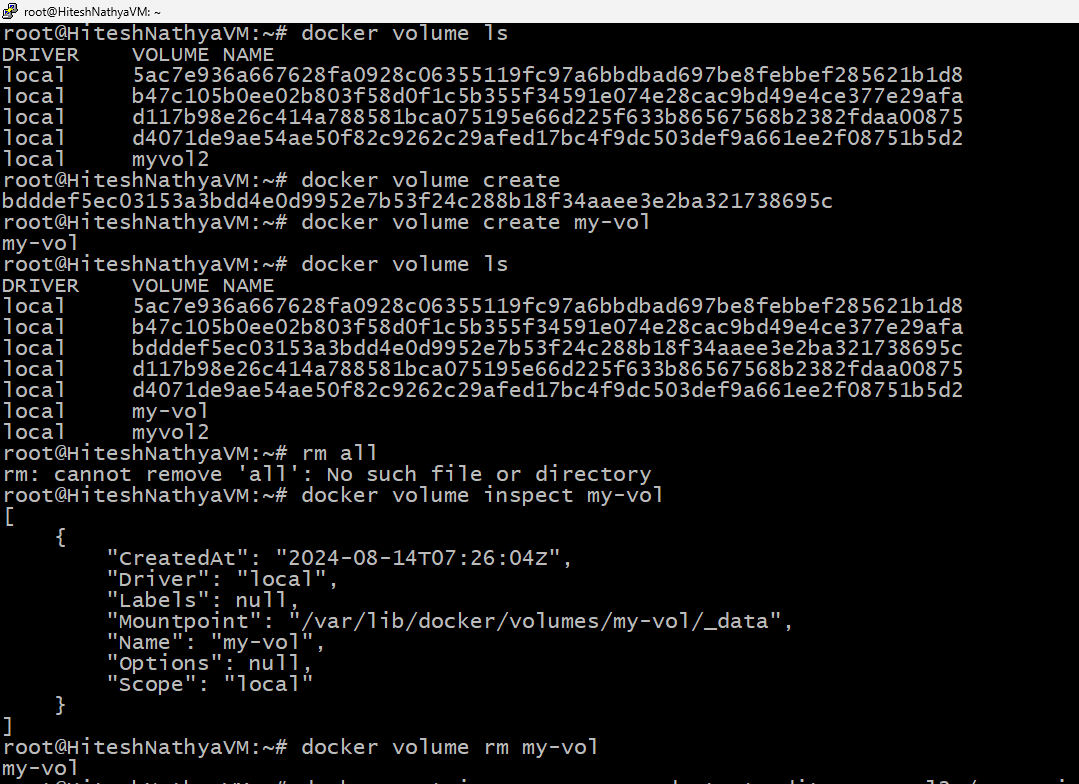 root@HiteshNathyaVM: ~
root@HiteshNathyaVM:~# docker volume ls
DRIVER    VOLUME NAME
local     5ac7e936a667628fa0928c06355119fc97a6bbdbad697be8febbef285621b1d8
local     b47c105b0ee02b803f58d0f1c5b355f34591e074e28cac9bd49e4ce377e29afa
local     d117b98e26c414a788581bca075195e66d225f633b86567568b2382fdaa00875
local     d4071de9ae54ae50f82c9262c29afed17bc4f9dc503def9a661ee2f08751b5d2
local     myvol2
root@HiteshNathyaVM:~# docker volume create
bdddef5ec03153a3bdd4e0d9952e7b53f24c288b18f34aaee3e2ba321738695c
root@HiteshNathyaVM:~# docker volume create my-vol
my-vol
root@HiteshNathyaVM:~# docker volume ls
DRIVER    VOLUME NAME
local     5ac7e936a667628fa0928c06355119fc97a6bbdbad697be8febbef285621b1d8
local     b47c105b0ee02b803f58d0f1c5b355f34591e074e28cac9bd49e4ce377e29afa
local     bdddef5ec03153a3bdd4e0d9952e7b53f24c288b18f34aaee3e2ba321738695c
local     d117b98e26c414a788581bca075195e66d225f633b86567568b2382fdaa00875
local     d4071de9ae54ae50f82c9262c29afed17bc4f9dc503def9a661ee2f08751b5d2
local     my-vol
local     myvol2
root@HiteshNathyaVM:~# rm all
rm: cannot remove 'all': No such file or directory
root@HiteshNathyaVM:~# docker volume inspect my-vol
[
    {
        "CreatedAt": "2024-08-14T07:26:04Z",
        "Driver": "local",
        "Labels": null,
        "Mountpoint": "/var/lib/docker/volumes/my-vol/_data",
        "Name": "my-vol",
        "Options": null,
        "Scope": "local"
    }
]
root@HiteshNathyaVM:~# docker volume rm my-vol
my-vol